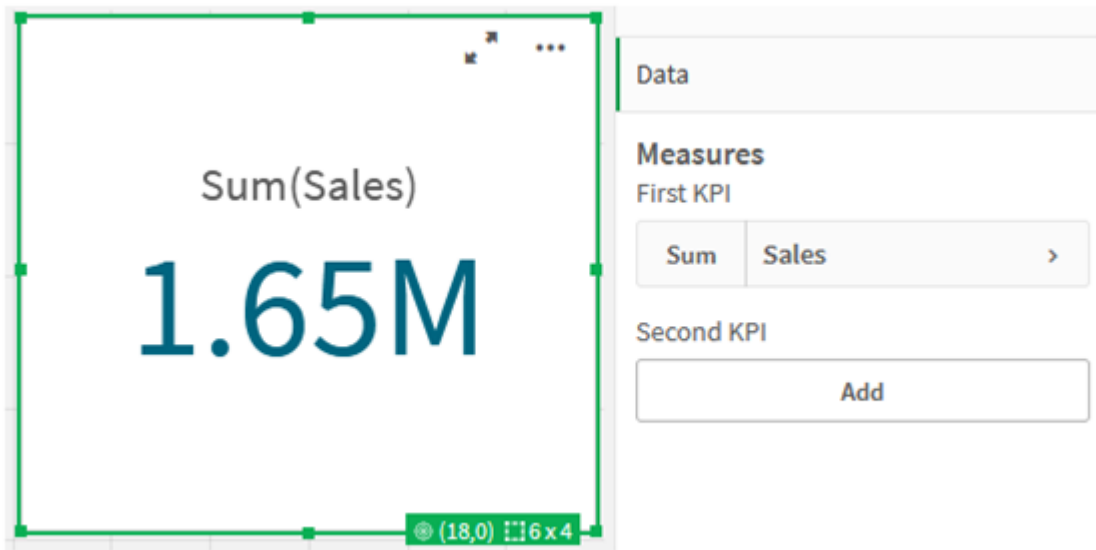 Sum(Sales)
1.65M
(18,0) 6 x 4
Data
Measures
First KPI
Sum Sales
Second KPI
Add